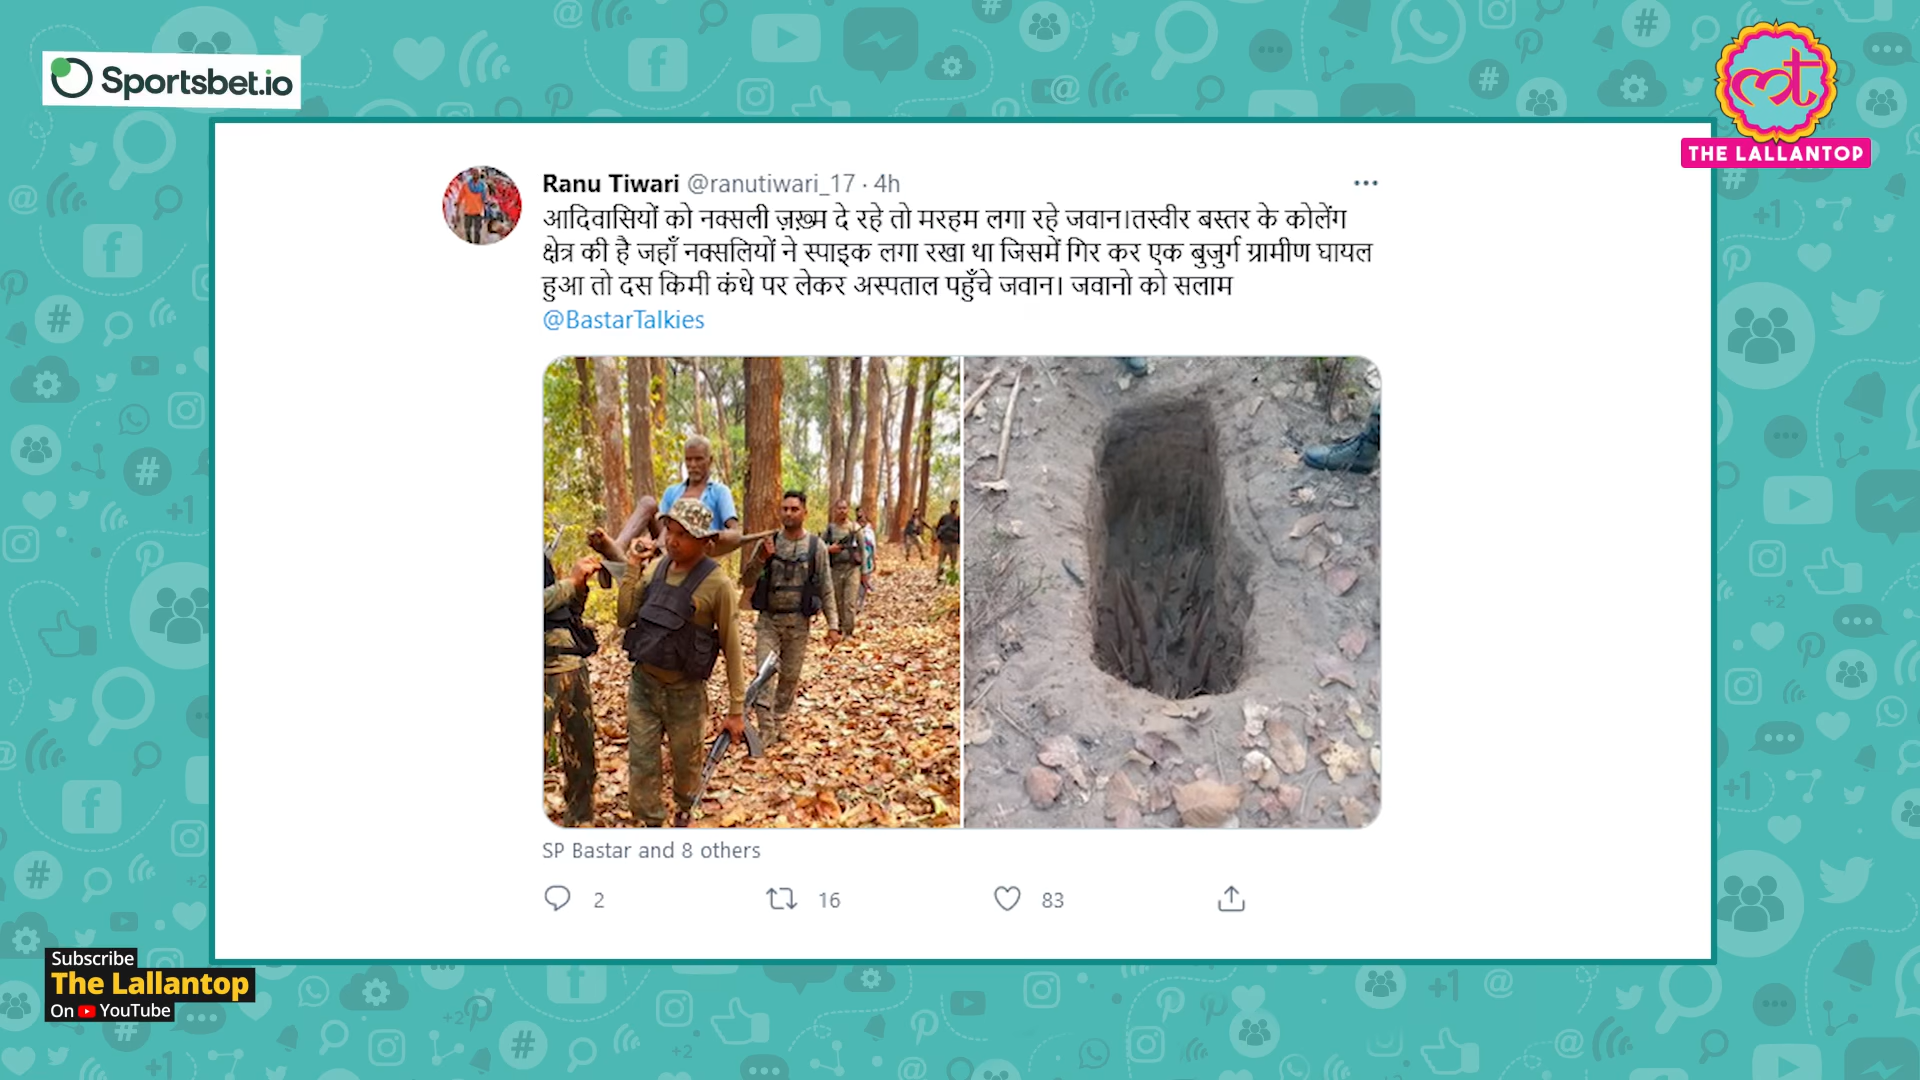 Sportsbet.io
THE LALLANTOP
Ranu Tiwari @ranutiwari_17 · 4h
आदिवासियों को नक्सली ज़ख़्म दे रहे तो मरहम लगा रहे जवान।तस्वीर बस्तर के कोलेंग
क्षेत्र की है जहाँ नक्सलियों ने स्पाइक लगा रखा था जिसमें गिर कर एक बुजुर्ग ग्रामीण घायल
हुआ तो दस किमी कंधे पर लेकर अस्पताल पहुँचे जवान। जवानो को सलाम
@BastarTalkies
SP Bastar and 8 others
2 16 83
Subscribe
The Lallantop
On YouTube